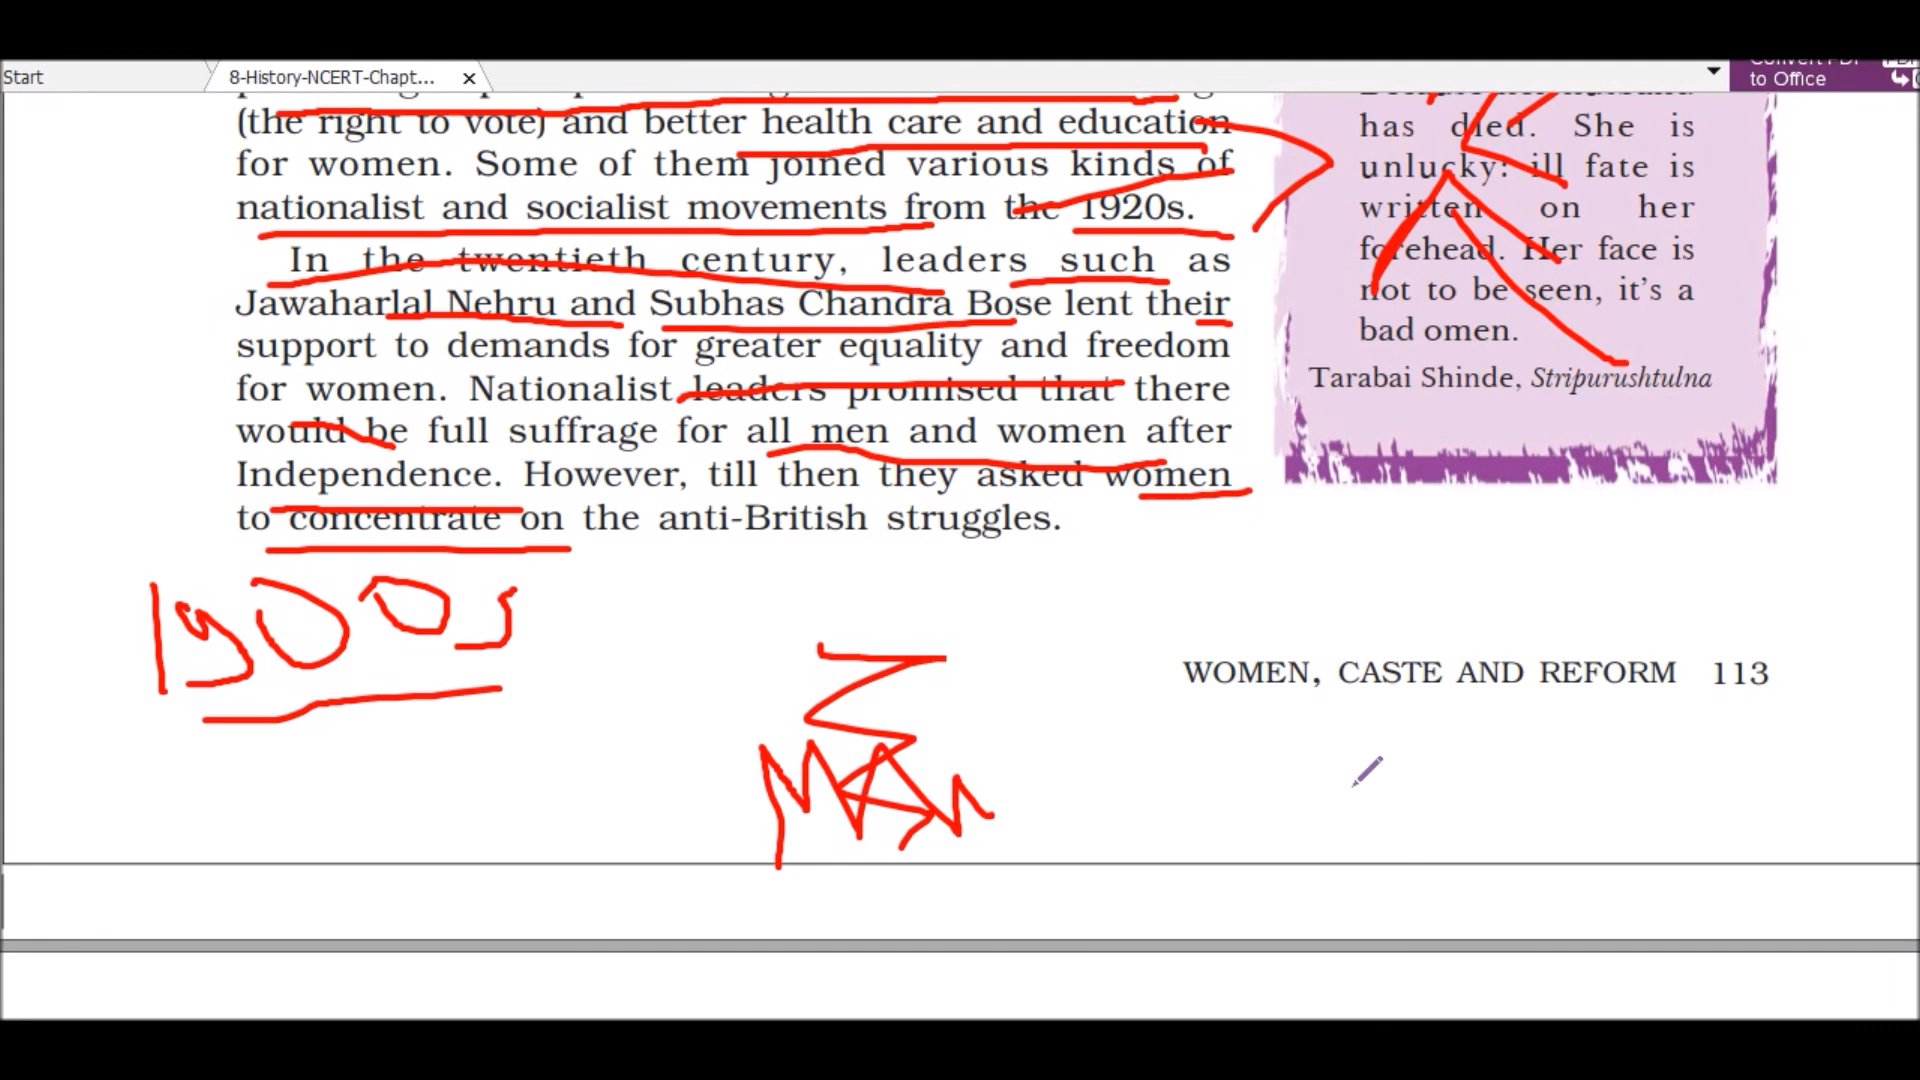 Start
8-History-NCERT-Chapt...
Convert PDF
to Office
(the right to vote) and better health care and education
for women. Some of them joined various kinds of
nationalist and socialist movements from the 1920s.
In the twentieth century, leaders such as
Jawaharlal Nehru and Subhas Chandra Bose lent their
support to demands for greater equality and freedom
for women. Nationalist leaders promised that there
would be full suffrage for all men and women after
Independence. However, till then they asked women
to concentrate on the anti-British struggles.
has died. She is
unlucky: ill fate is
written on her
forehead. Her face is
not to be seen, it's a
bad omen.
Tarabai Shinde, Stripurushtulna
1900s
WOMEN, CASTE AND REFORM 113